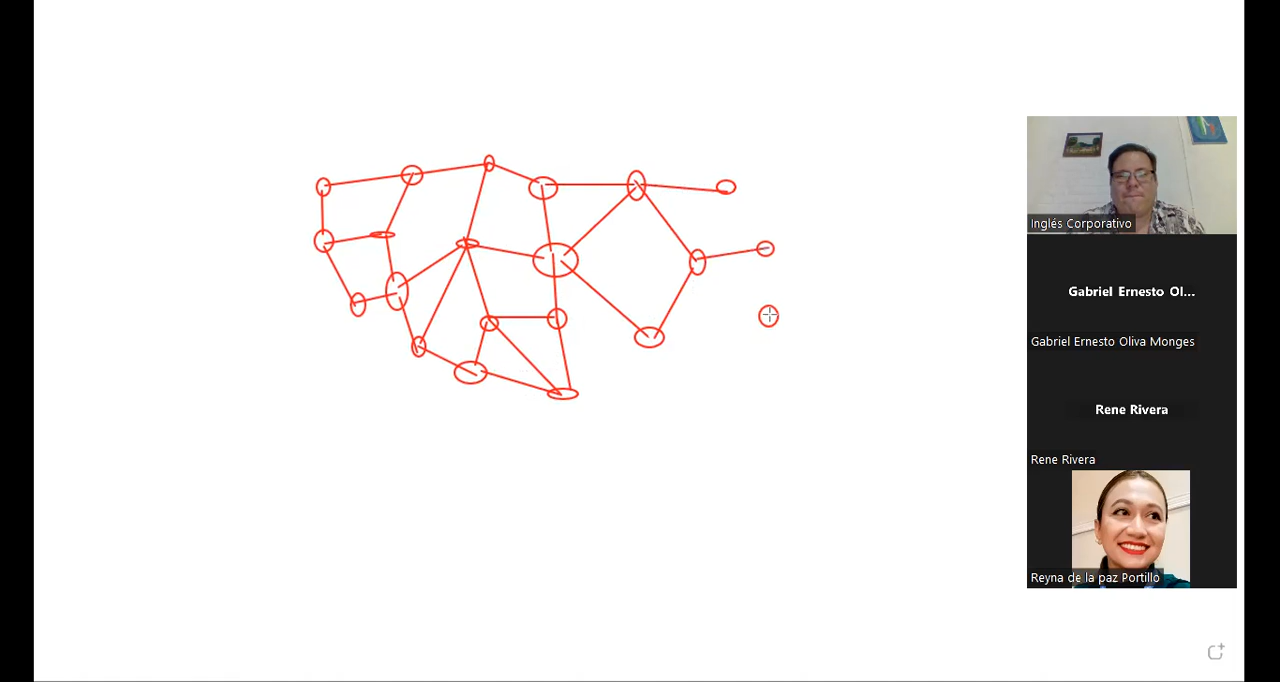 Inglés Corporativo
Gabriel Ernesto Ol...
Gabriel Ernesto Oliva Monges
Rene Rivera
Rene Rivera
Reyna de la paz Portillo